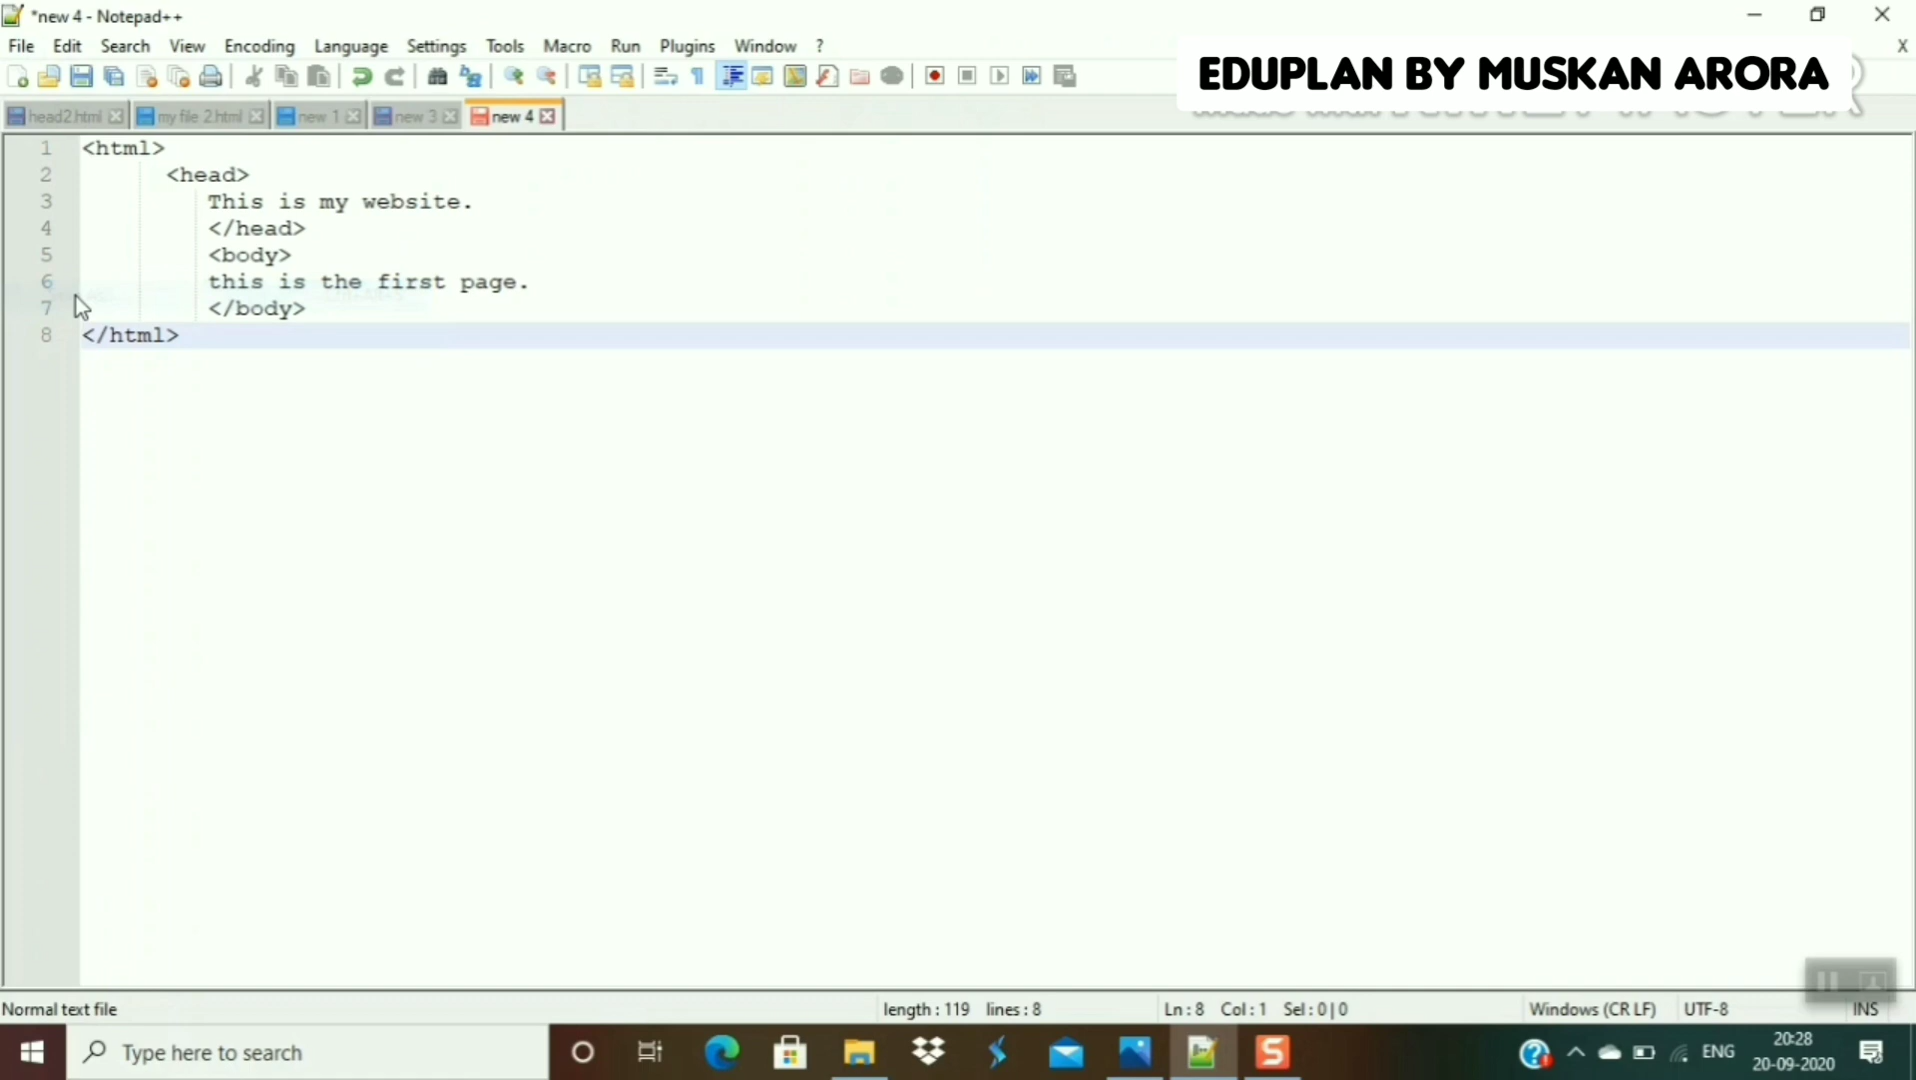 *new 4 - Notepad++
File Edit Search View Encoding Language Settings Tools Macro Run Plugins Window ? X
EDUPLAN BY MUSKAN ARORA
head2.html my file 2.html new 1 new 3 new 4
1 <html>
2 <head>
3 This is my website.
4 </head>
5 <body>
6 this is the first page.
7 </body>
8 </html>
Normal text file length : 119 lines : 8 Ln : 8 Col : 1 Sel : 0 | 0 Windows (CR LF) UTF-8 INS
Type here to search ENG 20:28
20-09-2020